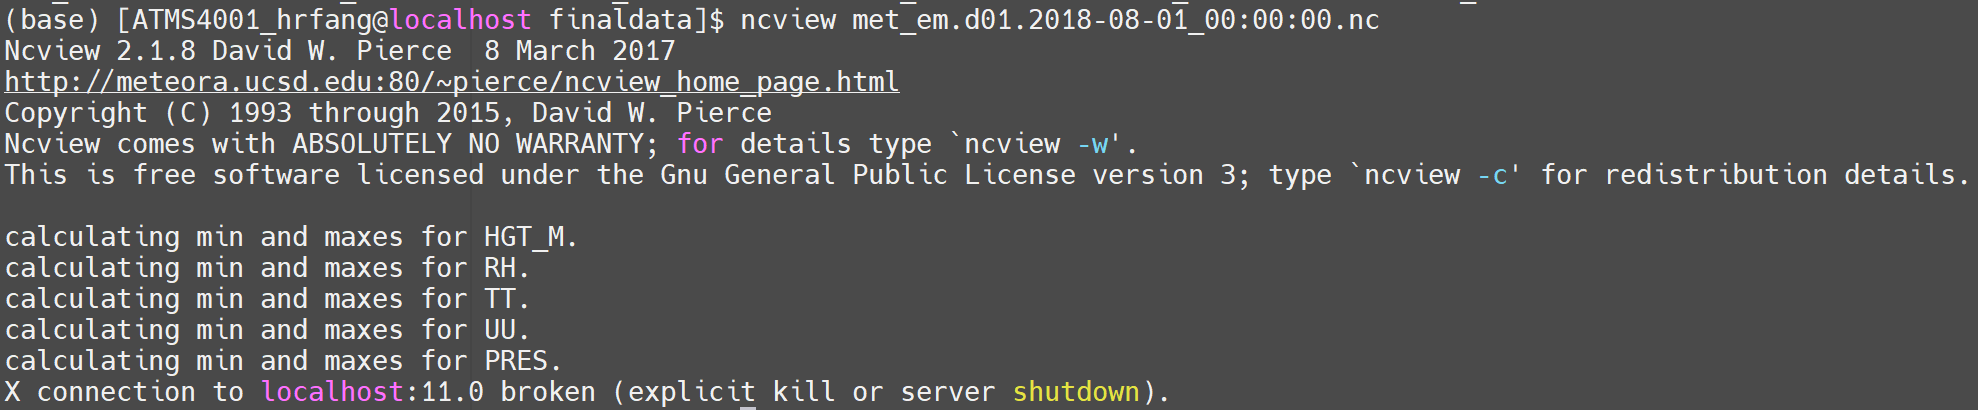 (base) [ATMS4001_hrfang@localhost finaldata]$ ncview met_em.d01.2018-08-01_00:00:00.nc
Ncview 2.1.8 David W. Pierce  8 March 2017
http://meteora.ucsd.edu:80/~pierce/ncview_home_page.html
Copyright (C) 1993 through 2015, David W. Pierce
Ncview comes with ABSOLUTELY NO WARRANTY; for details type `ncview -w'.
This is free software licensed under the Gnu General Public License version 3; type `ncview -c' for redistribution details.

calculating min and maxes for HGT_M.
calculating min and maxes for RH.
calculating min and maxes for TT.
calculating min and maxes for UU.
calculating min and maxes for PRES.
X connection to localhost:11.0 broken (explicit kill or server shutdown).